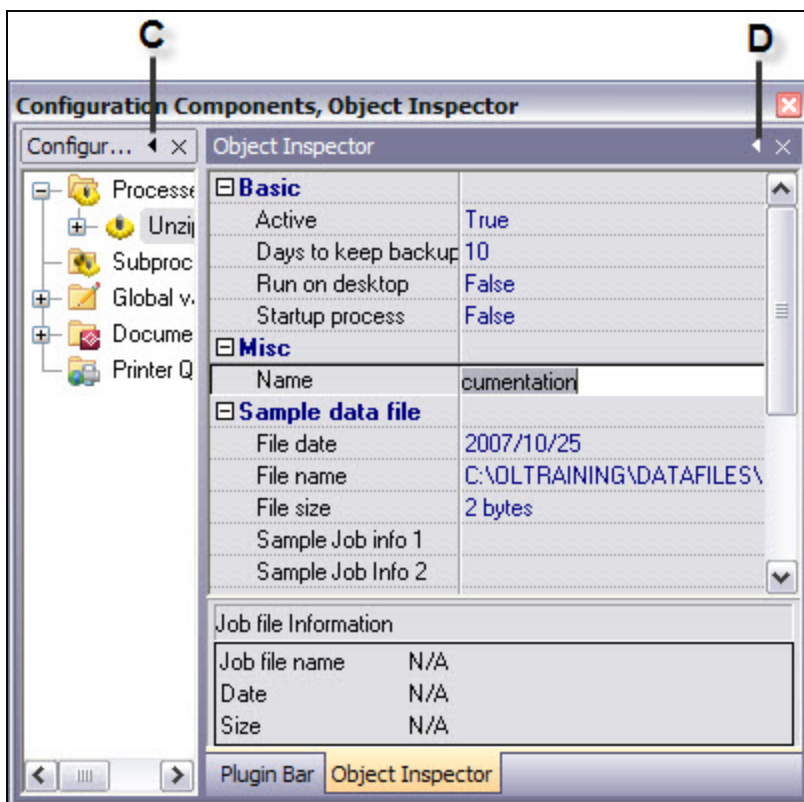 C D
Configuration Components, Object Inspector
Configur...
Processe
Unzip
Subproc
Global v
Docume
Printer Q
Object Inspector
Basic
Active True
Days to keep backup 10
Run on desktop False
Startup process False
Misc
Name cumentation
Sample data file
File date 2007/10/25
File name C:\OLTRAINING\DATAFILES\
File size 2 bytes
Sample Job info 1
Sample Job Info 2
Job file Information
Job file name N/A
Date N/A
Size N/A
Plugin Bar Object Inspector